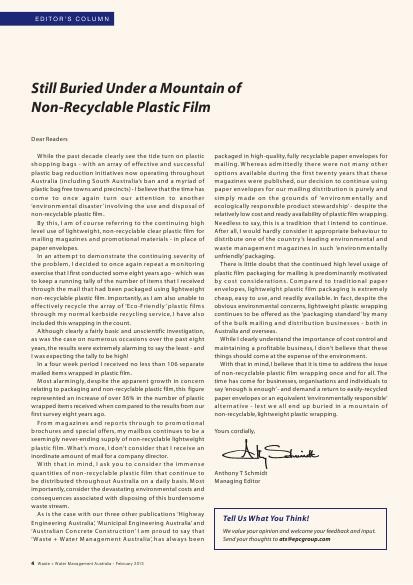 EDITOR'S COLUMN
Still Buried Under a Mountain of
Non-Recyclable Plastic Film
Dear Readers
While the past decade clearly see the tide turn on plastic
shopping bags - with an array of effective and successful
plastic bag reduction initiatives now operating throughout
Australia (including South Australia's ban and a myriad of
plastic bag free towns and precincts) - I believe that the time has
come to once again turn our attention to another
'environmental disaster' involving the use and disposal of
non-recyclable plastic film.
By this, I am of course referring to the continuing high
level use of lightweight, non-recyclable clear plastic film for
mailing magazines and promotional materials - in place of
paper envelopes.
In an attempt to demonstrate the continuing severity of
the problem, I decided to once again repeat a monitoring
exercise that I first conducted some eight years ago - which was
to keep a running tally of the number of items that I received
through the mail that had been packaged using lightweight
non-recyclable plastic film. Importantly, as I am also unable to
effectively recycle the array of 'Eco-Friendly' plastic films
through my normal kerbside recycling service, I have also
included this wrapping in the count.
Although clearly a fairly basic and unscientific investigation,
as was the case on numerous occasions over the past eight
years, the results were extremely alarming to say the least - and
I was expecting the tally to be high!
In a four week period I received no less than 106 separate
mailed items wrapped in plastic film.
Most alarmingly, despite the apparent growth in concern
relating to packaging and non-recyclable plastic film, this figure
represented an increase of over 36% in the number of plastic
wrapped items received when compared to the results from our
first survey eight years ago.
From magazines and reports through to promotional
brochures and special offers, my mailbox continues to be a
seemingly never-ending supply of non-recyclable lightweight
plastic film. What's more, I don't consider that I receive an
inordinate amount of mail for a company director.
With that in mind, I ask you to consider the immense
quantities of non-recyclable plastic film that continue to
be distributed throughout Australia on a daily basis. Most
importantly, consider the devastating environmental costs and
consequences associated with disposing of this burdensome
waste stream.
As is the case with our three other publications 'Highway
Engineering Australia', 'Municipal Engineering Australia' and
'Australian Concrete Construction' I am proud to say that
'Waste + Water Management Australia', has always been
packaged in high-quality, fully recyclable paper envelopes for
mailing. Whereas admittedly there were not many other
options available during the first twenty years that these
magazines were published, our decision to continue using
paper envelopes for our mailing distribution is purely and
simply made on the grounds of 'environmentally and
ecologically responsible product stewardship' - despite the
relatively low cost and ready availability of plastic film wrapping.
Needless to say, this is a tradition that I intend to continue.
After all, I would hardly consider it appropriate behaviour to
distribute one of the country's leading environmental and
waste management magazines in such 'environmentally
unfriendly' packaging.
There is little doubt that the continued high level usage of
plastic film packaging for mailing is predominantly motivated
by cost considerations. Compared to traditional paper
envelopes, lightweight plastic film packaging is extremely
cheap, easy to use, and readily available. In fact, despite the
obvious environmental concerns, lightweight plastic wrapping
continues to be offered as the 'packaging standard' by many
of the bulk mailing and distribution businesses - both in
Australia and overseas.
While I clearly understand the importance of cost control and
maintaining a profitable business, I don't believe that these
things should come at the expense of the environment.
With that in mind, I believe that it is time to address the issue
of non-recyclable plastic film wrapping once and for all. The
time has come for businesses, organisations and individuals to
say 'enough is enough' - and demand a return to easily-recycled
paper envelopes or an equivalent 'environmentally responsible'
alternative - lest we all end up buried in a mountain of
non-recyclable, lightweight plastic wrapping.
Yours cordially,
Anthony T Schmidt
Managing Editor
Tell Us What You Think!
We value your opinion and welcome your feedback and input.
Send your thoughts to ats@epcgroup.com
4 Waste + Water Management Australia - February 2013